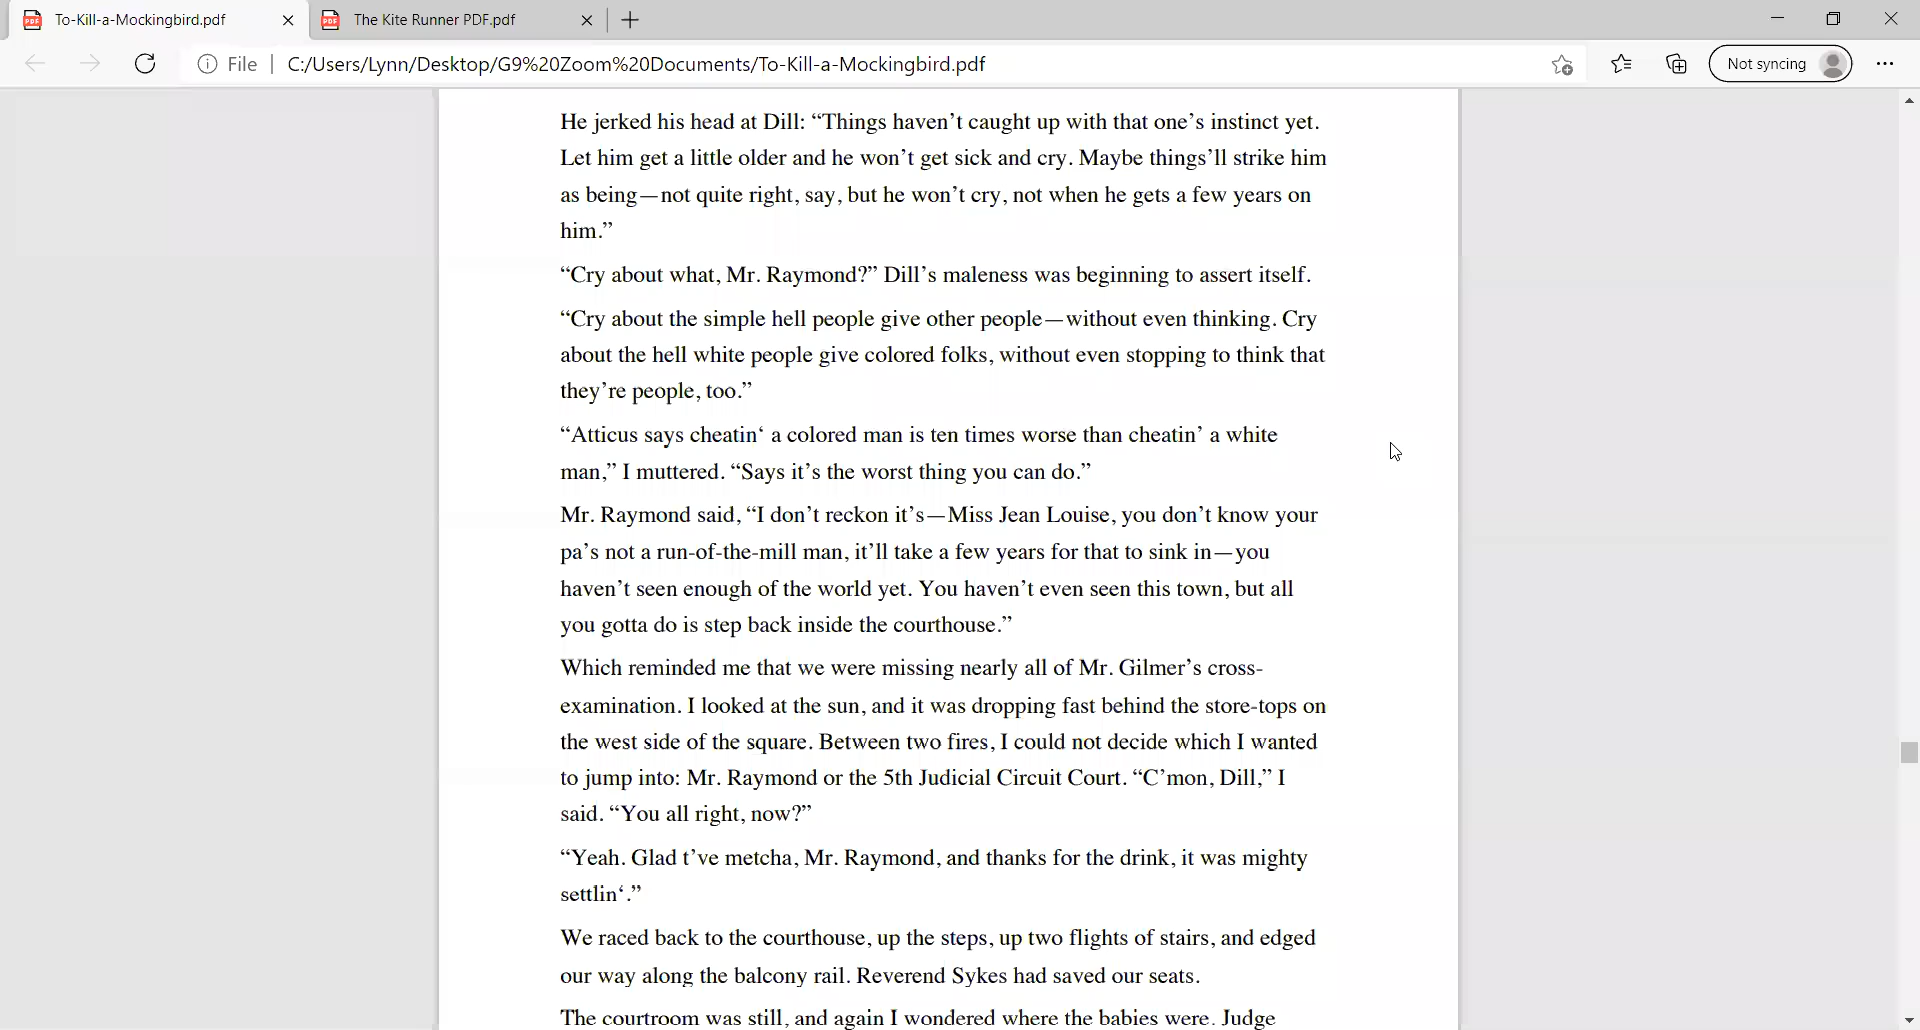 To-Kill-a-Mockingbird.pdf
The Kite Runner PDF.pdf
File
C:/Users/Lynn/Desktop/G9%20Zoom%20Documents/To-Kill-a-Mockingbird.pdf
Not syncing
He jerked his head at Dill: “Things haven’t caught up with that one’s instinct yet.
Let him get a little older and he won’t get sick and cry. Maybe things’ll strike him
as being—not quite right, say, but he won’t cry, not when he gets a few years on
him.”
“Cry about what, Mr. Raymond?” Dill’s maleness was beginning to assert itself.
“Cry about the simple hell people give other people—without even thinking. Cry
about the hell white people give colored folks, without even stopping to think that
they’re people, too.”
“Atticus says cheatin‘ a colored man is ten times worse than cheatin’ a white
man,” I muttered. “Says it’s the worst thing you can do.”
Mr. Raymond said, “I don’t reckon it’s—Miss Jean Louise, you don’t know your
pa’s not a run-of-the-mill man, it’ll take a few years for that to sink in—you
haven’t seen enough of the world yet. You haven’t even seen this town, but all
you gotta do is step back inside the courthouse.”
Which reminded me that we were missing nearly all of Mr. Gilmer’s cross-
examination. I looked at the sun, and it was dropping fast behind the store-tops on
the west side of the square. Between two fires, I could not decide which I wanted
to jump into: Mr. Raymond or the 5th Judicial Circuit Court. “C’mon, Dill,” I
said. “You all right, now?”
“Yeah. Glad t’ve metcha, Mr. Raymond, and thanks for the drink, it was mighty
settlin‘.”
We raced back to the courthouse, up the steps, up two flights of stairs, and edged
our way along the balcony rail. Reverend Sykes had saved our seats.
The courtroom was still, and again I wondered where the babies were. Judge